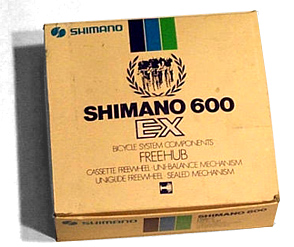 SHIMANO
SHIMANO 600
EX
BICYCLE SYSTEM COMPONENTS
FREEHUB
CASSETTE FREEWHEEL UNI-BALANCE MECHANISM
UNIGLIDE FREEWHEEL · SEALED MECHANISM
SHIMANO
SHIMANO 600